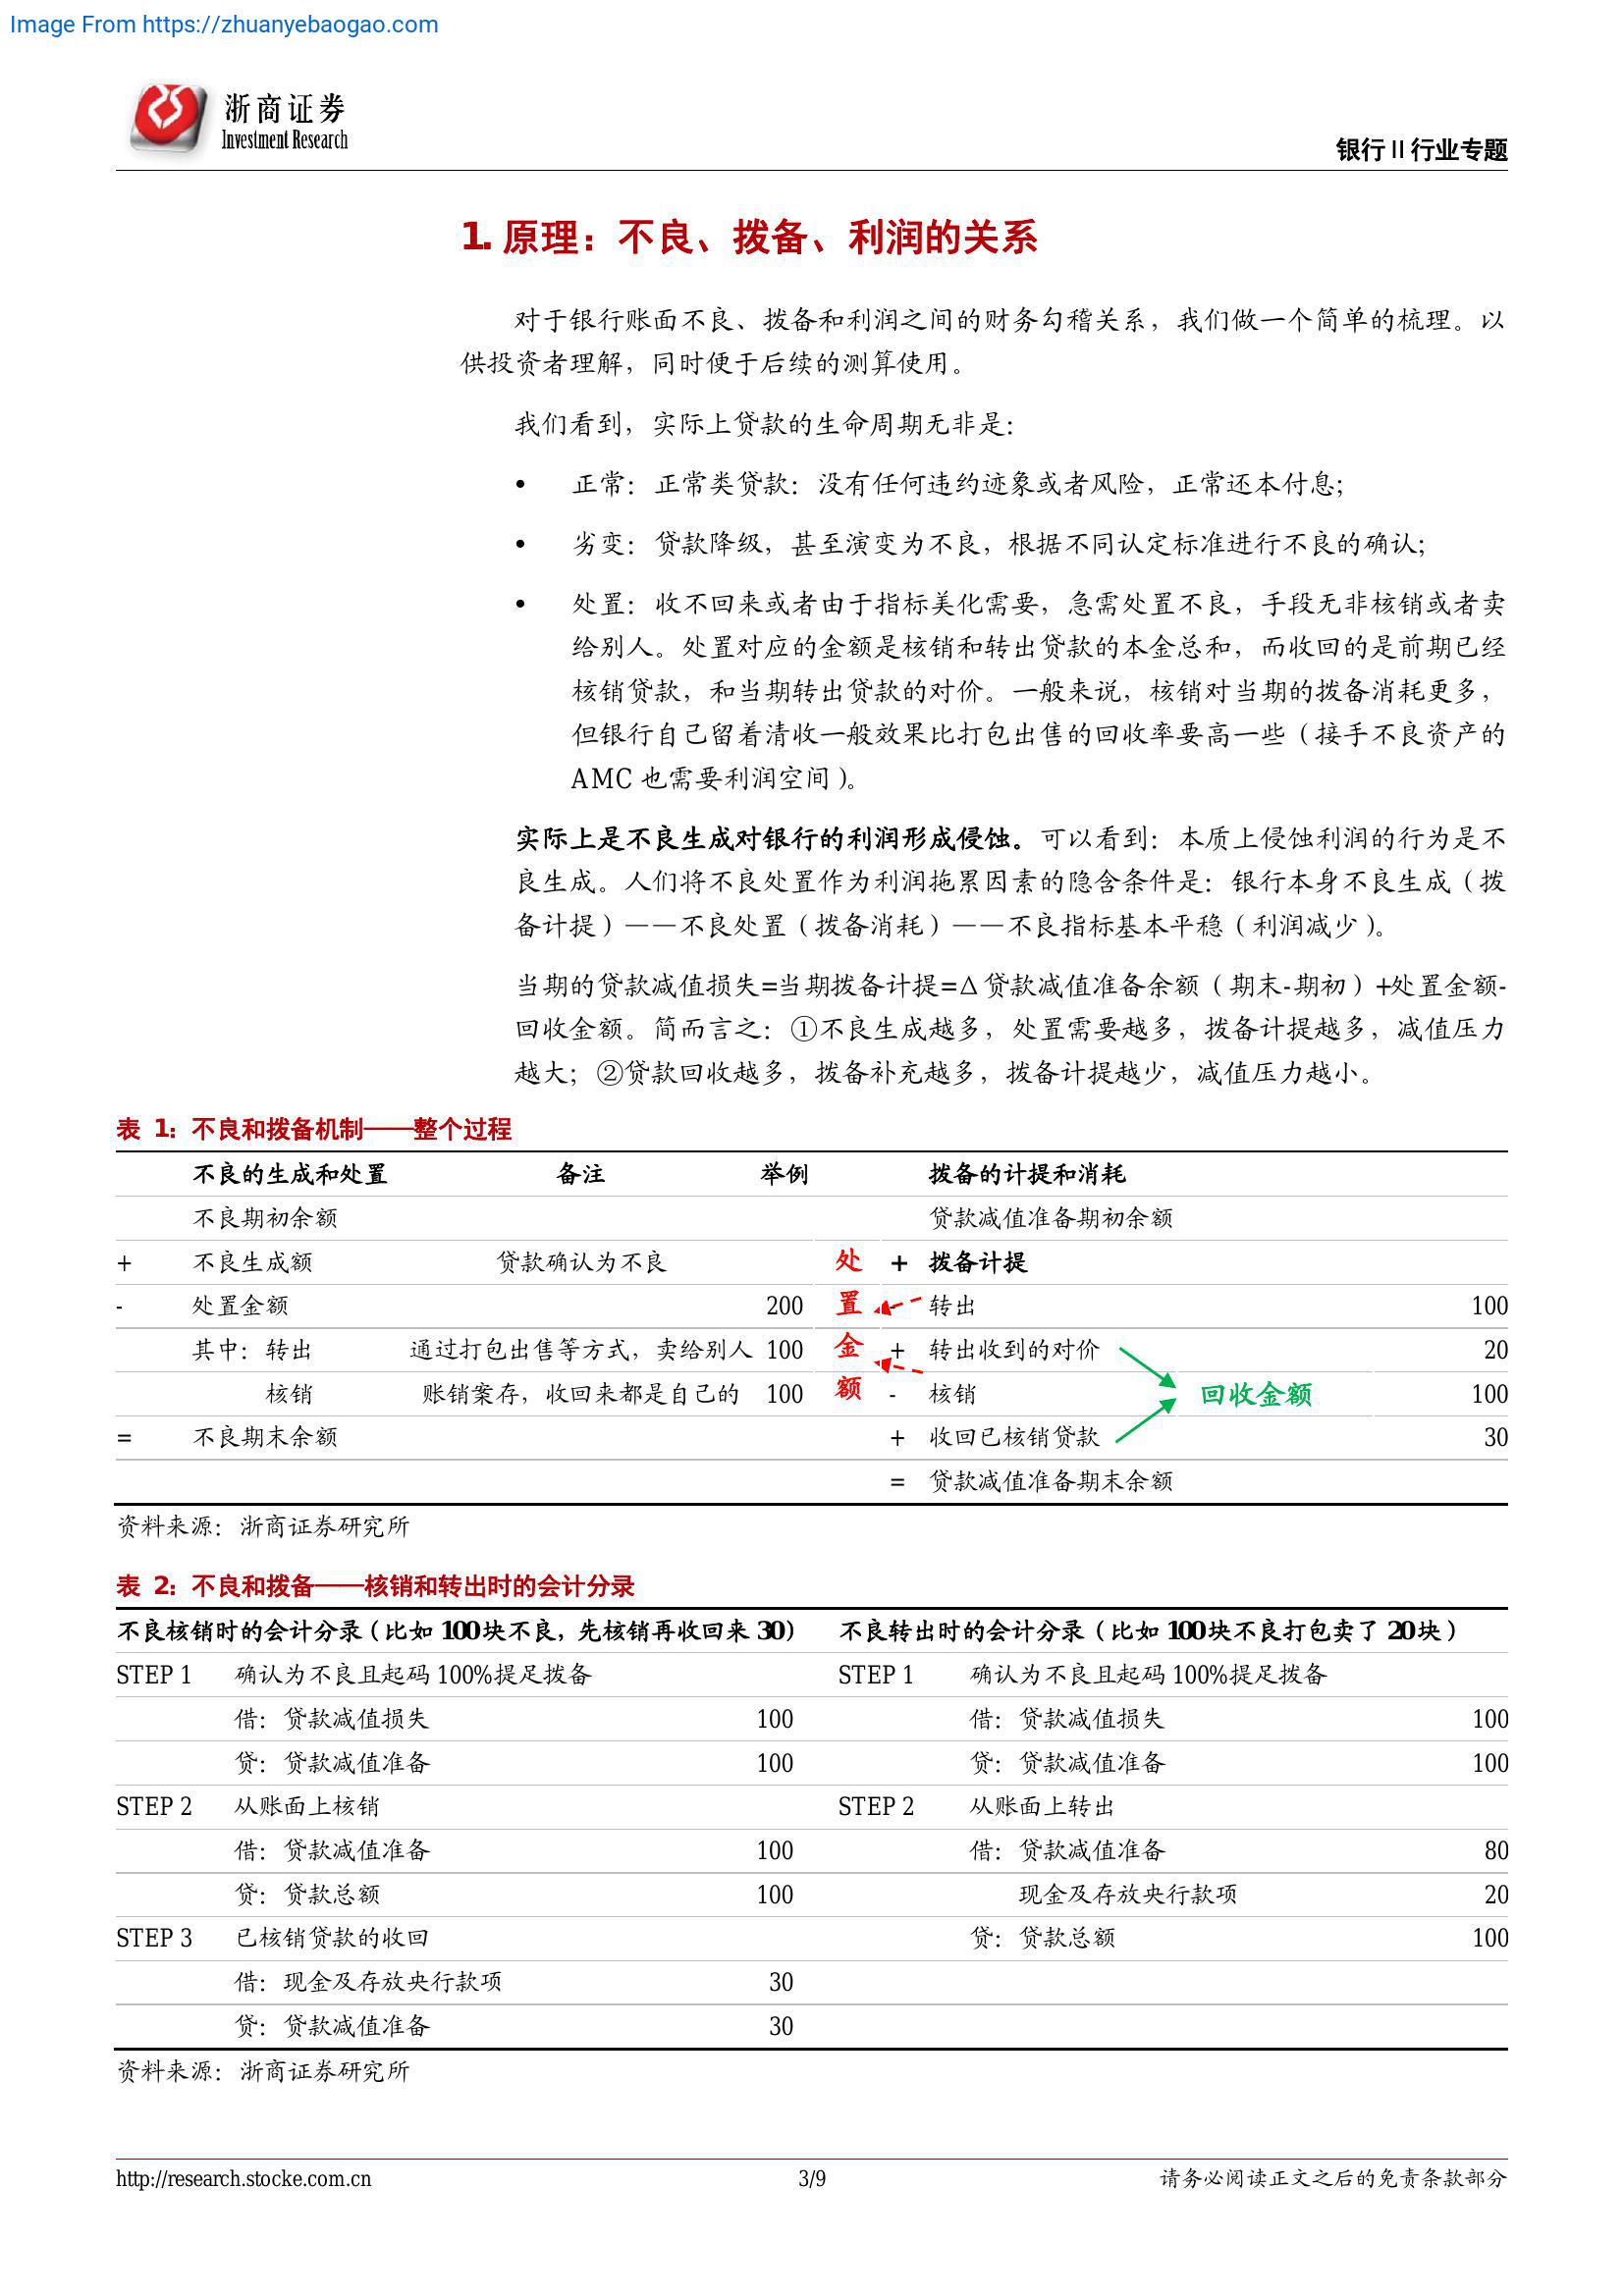 Image From https://zhuanyebaogao.com
浙商证券
Investment Research
银行 II 行业专题
1. 原理：不良、拨备、利润的关系
对于银行账面不良、拨备和利润之间的财务勾稽关系，我们做一个简单的梳理。以
供投资者理解，同时便于后续的测算使用。
我们看到，实际上贷款的生命周期无非是：
• 正常：正常类贷款：没有任何违约迹象或者风险，正常还本付息；
• 劣变：贷款降级，甚至演变为不良，根据不同认定标准进行不良的确认；
• 处置：收不回来或者由于指标美化需要，急需处置不良，手段无非核销或者卖
给别人。处置对应的金额是核销和转出贷款的本金总和，而收回的是前期已经
核销贷款，和当期转出贷款的对价。一般来说，核销对当期的拨备消耗更多，
但银行自己留着清收一般效果比打包出售的回收率要高一些（接手不良资产的
AMC 也需要利润空间）。
实际上是不良生成对银行的利润形成侵蚀。可以看到：本质上侵蚀利润的行为是不
良生成。人们将不良处置作为利润拖累因素的隐含条件是：银行本身不良生成（拨
备计提）——不良处置（拨备消耗）——不良指标基本平稳（利润减少）。
当期的贷款减值损失=当期拨备计提=Δ 贷款减值准备余额（期末-期初）+处置金额-
回收金额。简而言之：①不良生成越多，处置需要越多，拨备计提越多，减值压力
越大；②贷款回收越多，拨备补充越多，拨备计提越少，减值压力越小。
表 1：不良和拨备机制——整个过程
不良的生成和处置 备注 举例 拨备的计提和消耗
不良期初余额 贷款减值准备期初余额
+ 不良生成额 贷款确认为不良 处 + 拨备计提
- 处置金额 200 置 - 转出 100
其中：转出 通过打包出售等方式，卖给别人 100 金 + 转出收到的对价 20
核销 账销案存，收回来都是自己的 100 额 - 核销 回收金额 100
= 不良期末余额 + 收回已核销贷款 30
= 贷款减值准备期末余额
资料来源：浙商证券研究所
表 2：不良和拨备——核销和转出时的会计分录
不良核销时的会计分录（比如 100 块不良，先核销再收回来 30） 不良转出时的会计分录（比如 100 块不良打包卖了 20 块）
STEP 1 确认为不良且起码 100%提足拨备 STEP 1 确认为不良且起码 100%提足拨备
借：贷款减值损失 100 借：贷款减值损失 100
贷：贷款减值准备 100 贷：贷款减值准备 100
STEP 2 从账面上核销 STEP 2 从账面上转出
借：贷款减值准备 100 借：贷款减值准备 80
贷：贷款总额 100 现金及存放央行款项 20
STEP 3 已核销贷款的收回 贷：贷款总额 100
借：现金及存放央行款项 30
贷：贷款减值准备 30
资料来源：浙商证券研究所
http://research.stocke.com.cn 3/9 请务必阅读正文之后的免责条款部分